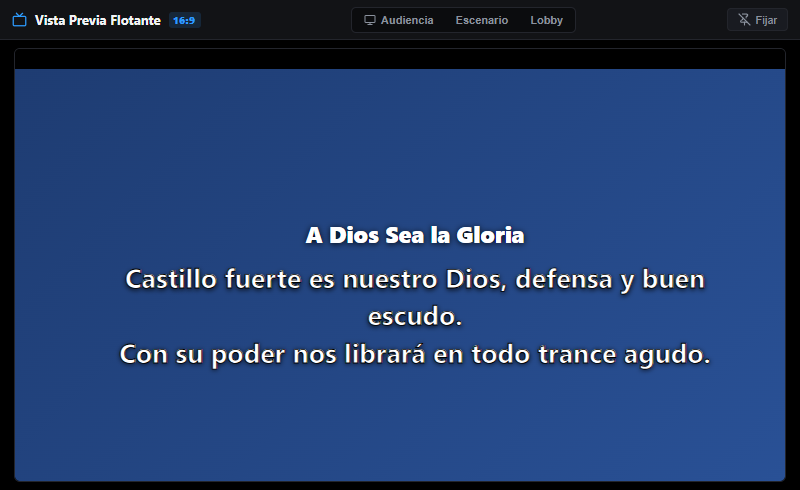 Vista Previa Flotante 16:9 Audiencia Escenario Lobby Fijar
A Dios Sea la Gloria
Castillo fuerte es nuestro Dios, defensa y buen
escudo.
Con su poder nos librará en todo trance agudo.